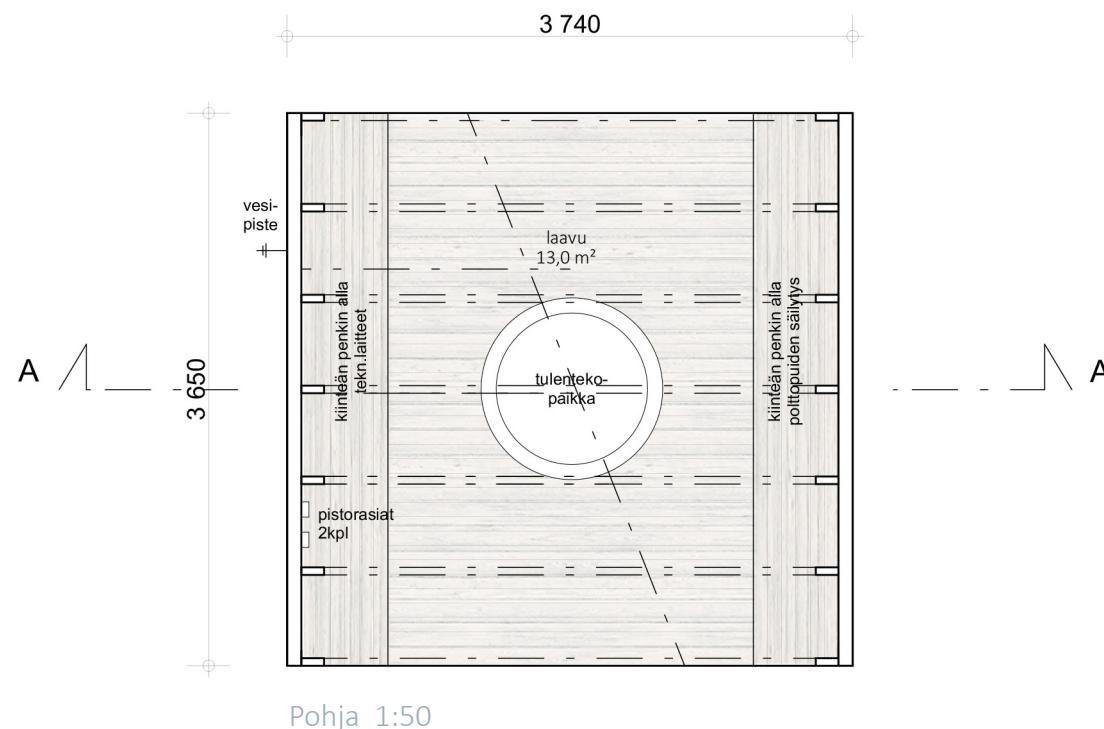 3 740
vesi-
piste
laavu
13,0 m²
kiinteän penkin alla
tekn.laitteet
kiinteän penkin alla
polttopuiden säilytys
A
A
3 650
tulenteko-
paikka
pistorasiat
2kpl
Pohja 1:50